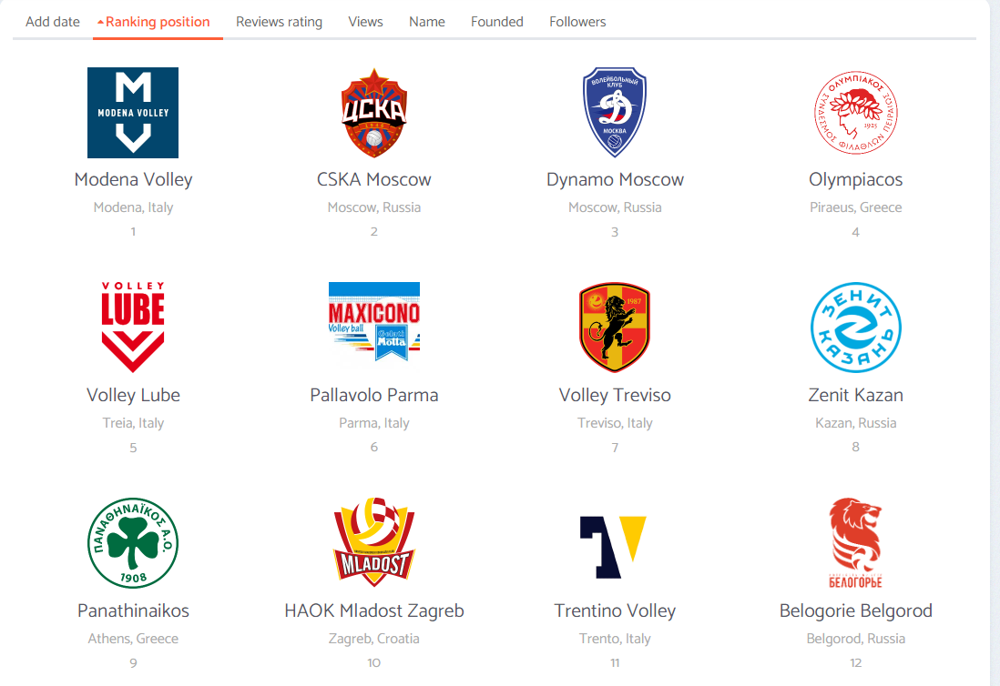 Add date Ranking position Reviews rating Views Name Founded Followers
M
MODENA VOLLEY
V
ЦСКА
ВОЛЕЙБОЛЬНЫЙ
КЛУБ
Д
МОСКВА
ΟΛΥΜΠΙΑΚΟΣ
ΣΥΝΔΕΣΜΟΣ ΦΙΛΑΘΛΩΝ ΠΕΙΡΑΙΩΣ
1925
Modena Volley CSKA Moscow Dynamo Moscow Olympiacos
Modena, Italy Moscow, Russia Moscow, Russia Piraeus, Greece
1 2 3 4
VOLLEY
LUBE
MAXICONO
Volley ball
Motta
1987
ЗЕНИТ
КАЗАНЬ
Volley Lube Pallavolo Parma Volley Treviso Zenit Kazan
Treia, Italy Parma, Italy Treviso, Italy Kazan, Russia
5 6 7 8
ΠΑΝΑΘΗΝΑΪΚΟΣ Α.Ο.
1908
MLADOST
БЕЛОГОРЬЕ
Panathinaikos HAOK Mladost Zagreb Trentino Volley Belogorie Belgorod
Athens, Greece Zagreb, Croatia Trento, Italy Belgorod, Russia
9 10 11 12